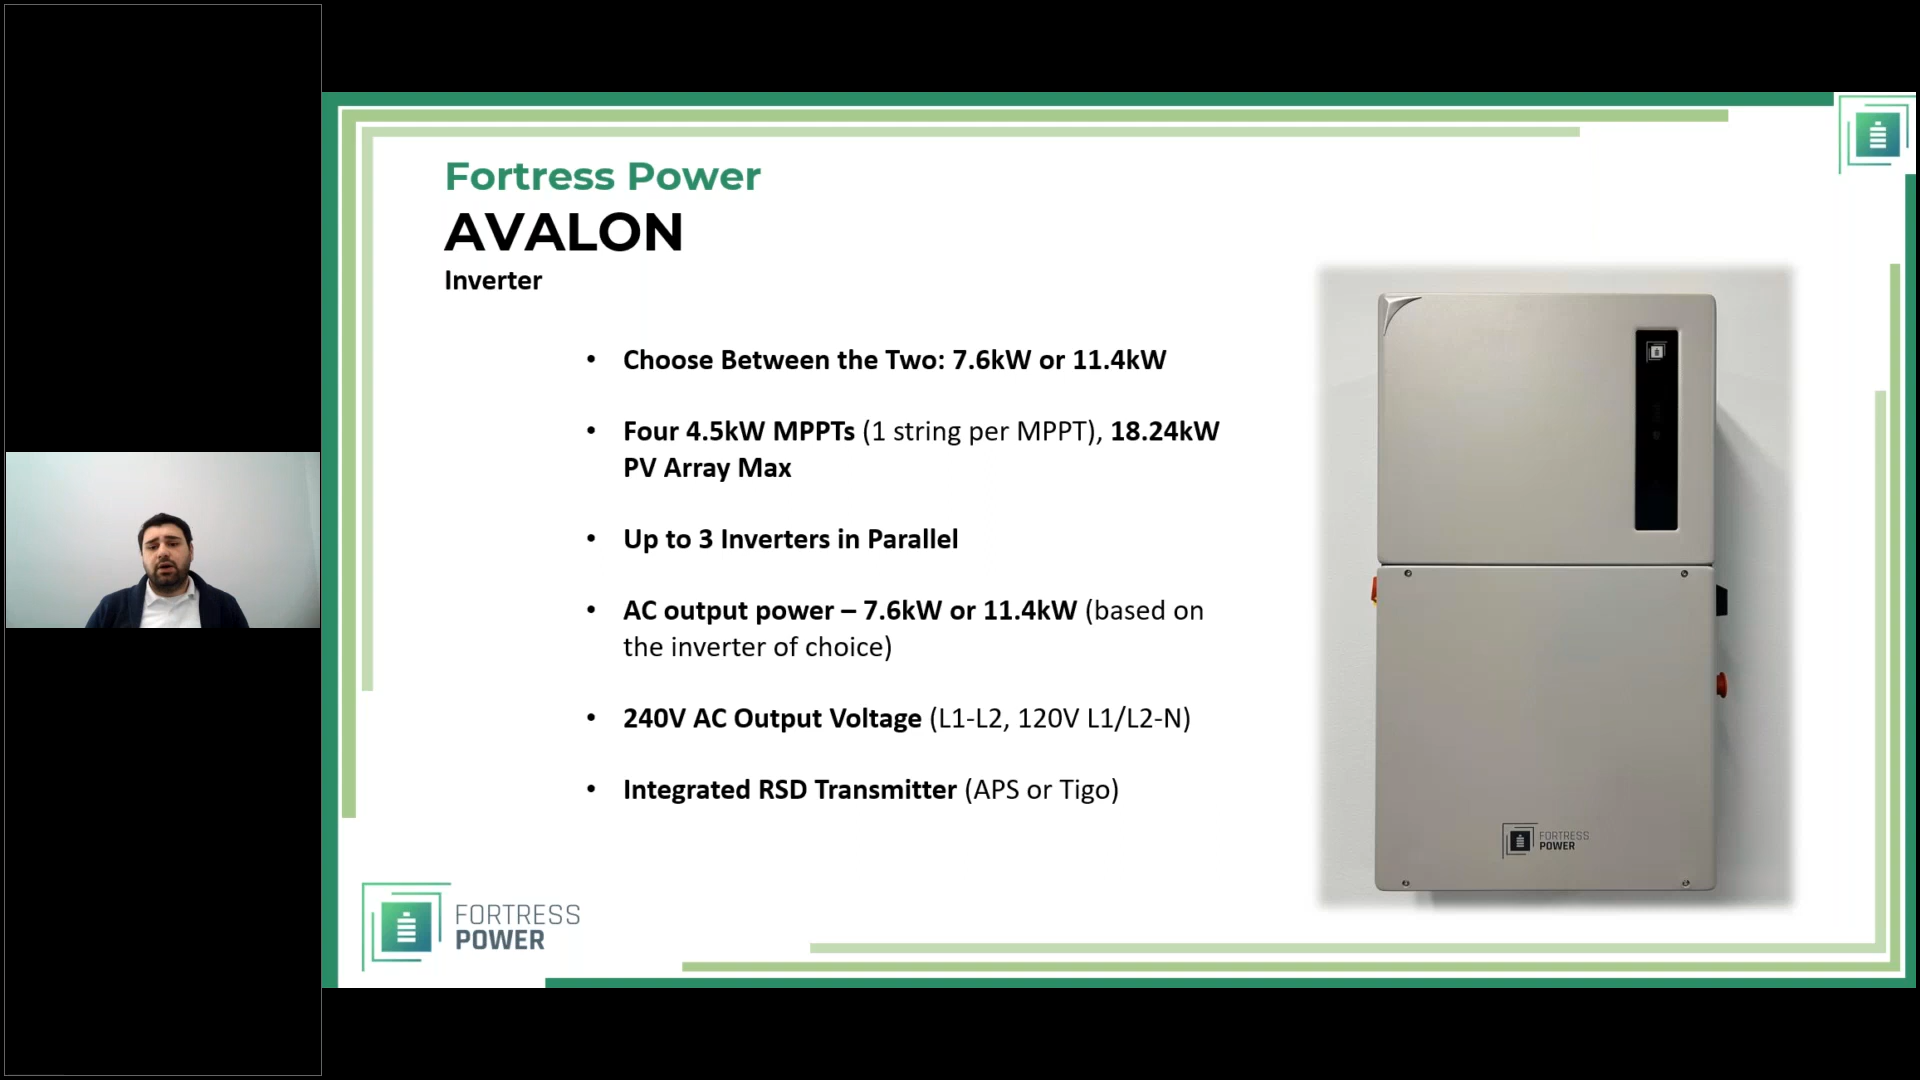 Fortress Power
AVALON
Inverter
• Choose Between the Two: 7.6kW or 11.4kW
• Four 4.5kW MPPTs (1 string per MPPT), 18.24kW
PV Array Max
• Up to 3 Inverters in Parallel
• AC output power – 7.6kW or 11.4kW (based on
the inverter of choice)
• 240V AC Output Voltage (L1-L2, 120V L1/L2-N)
• Integrated RSD Transmitter (APS or Tigo)
FORTRESS
POWER
FORTRESS
POWER